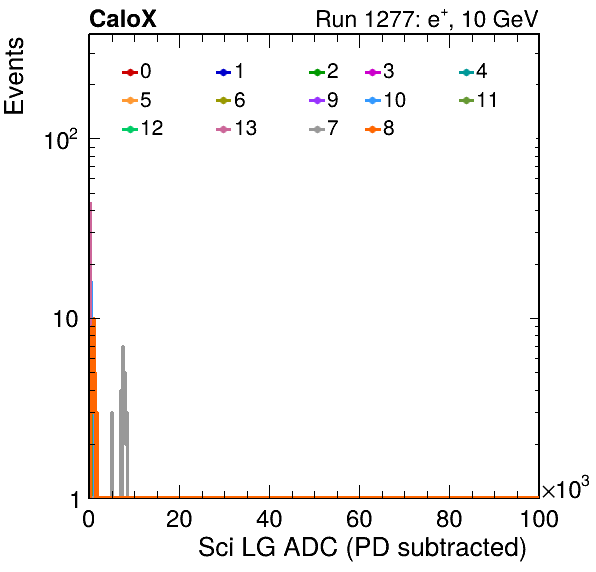 CaloX Run 1277: e⁺, 10 GeV
Events
0 1 2 3 4
5 6 9 10 11
12 13 7 8
10²
10
1
0 20 40 60 80 100
×10³
Sci LG ADC (PD subtracted)